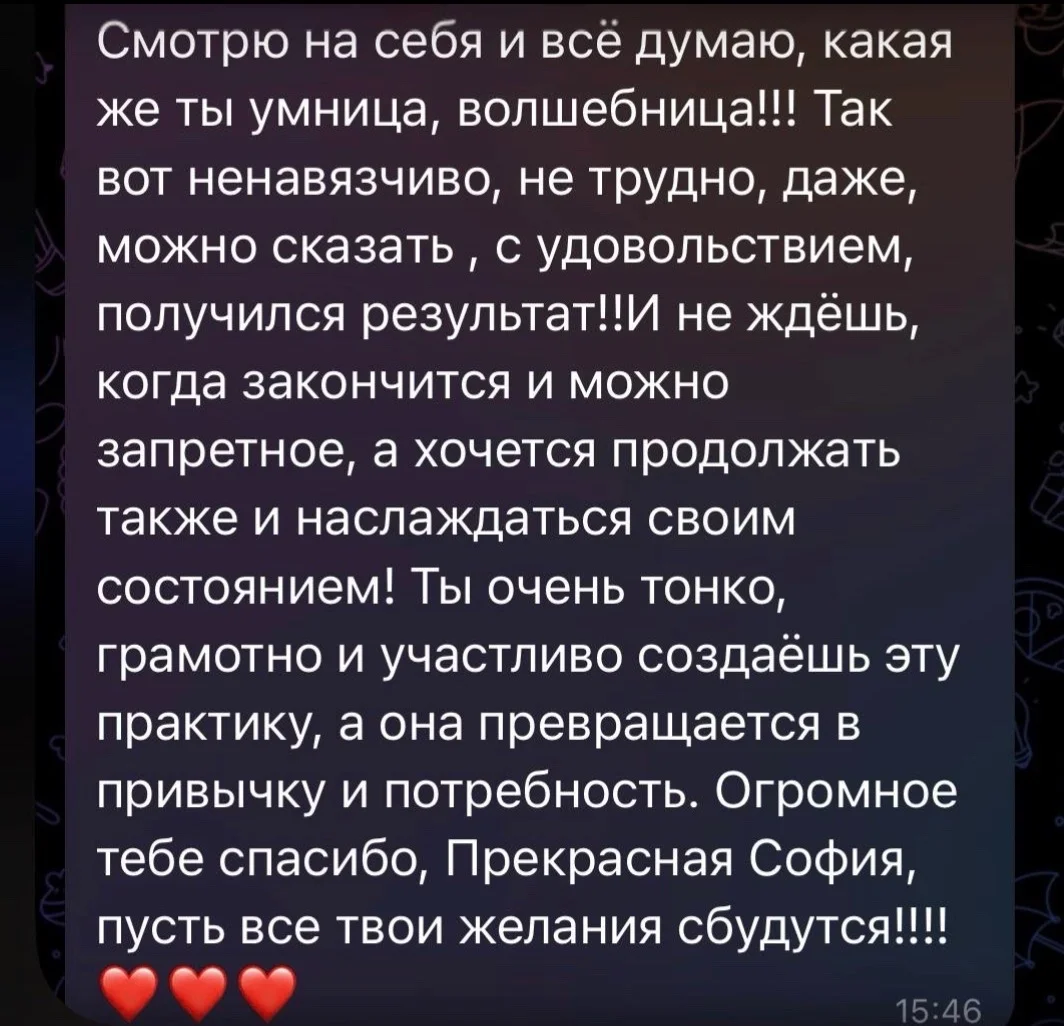 Смотрю на себя и всё думаю, какая
же ты умница, волшебница!!! Так
вот ненавязчиво, не трудно, даже,
можно сказать , с удовольствием,
получился результат!!И не ждёшь,
когда закончится и можно
запретное, а хочется продолжать
также и наслаждаться своим
состоянием! Ты очень тонко,
грамотно и участливо создаёшь эту
практику, а она превращается в
привычку и потребность. Огромное
тебе спасибо, Прекрасная София,
пусть все твои желания сбудутся!!!!
❤️❤️❤️
15:46